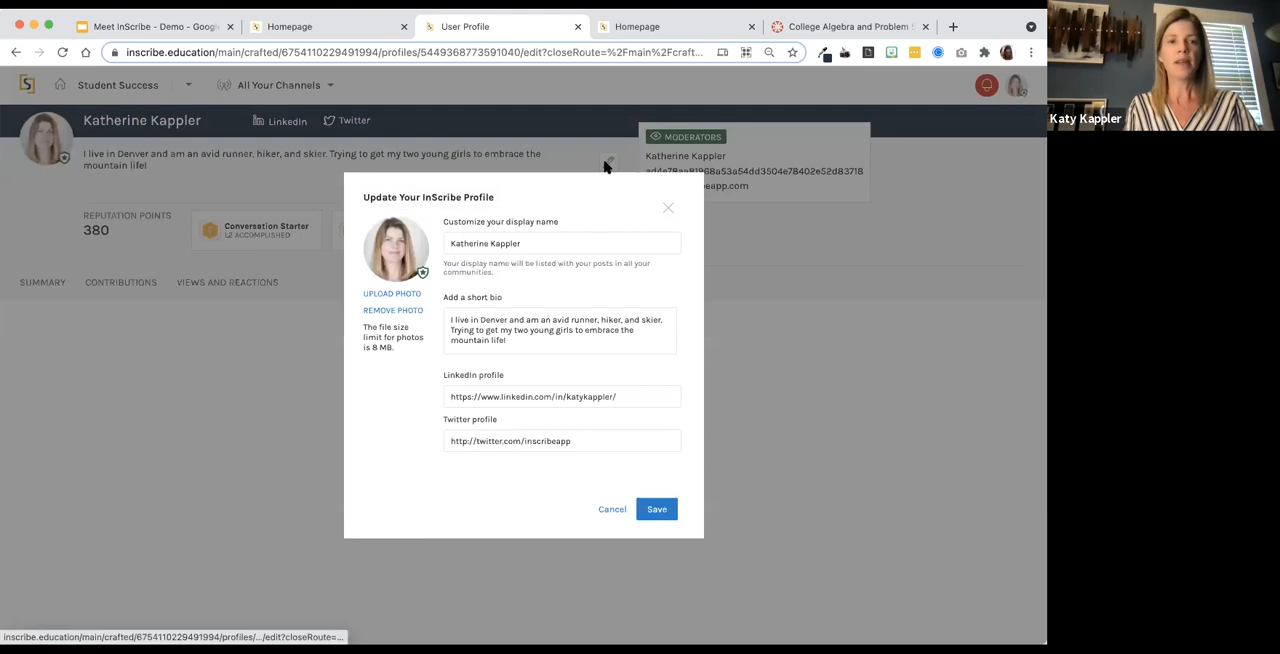 Meet InScribe - Demo - Google
Homepage
User Profile
Homepage
College Algebra and Problem S
inscribe.education/main/crafted/6754110229491994/profiles/5449368773591040/edit?closeRoute=%2Fmain%2Fcraft...
Student Success
All Your Channels
Katherine Kappler
LinkedIn
Twitter
I live in Denver and am an avid runner, hiker, and skier. Trying to get my two young girls to embrace the
mountain life!
REPUTATION POINTS
380
Conversation Starter
L2 ACCOMPLISHED
MODERATORS
Katherine Kappler
beapp.com
SUMMARY
CONTRIBUTIONS
VIEWS AND REACTIONS
Update Your InScribe Profile
UPLOAD PHOTO
REMOVE PHOTO
The file size
limit for photos
is 8 MB.
Customize your display name
Katherine Kappler
Your display name will be listed with your posts in all your
communities.
Add a short bio
I live in Denver and am an avid runner, hiker, and skier.
Trying to get my two young girls to embrace the
mountain life!
LinkedIn profile
https://www.linkedin.com/in/katykappler/
Twitter profile
http://twitter.com/inscribeapp
Cancel
Save
inscribe.education/main/crafted/6754110229491994/profiles/.../edit?closeRoute=...
Katy Kappler